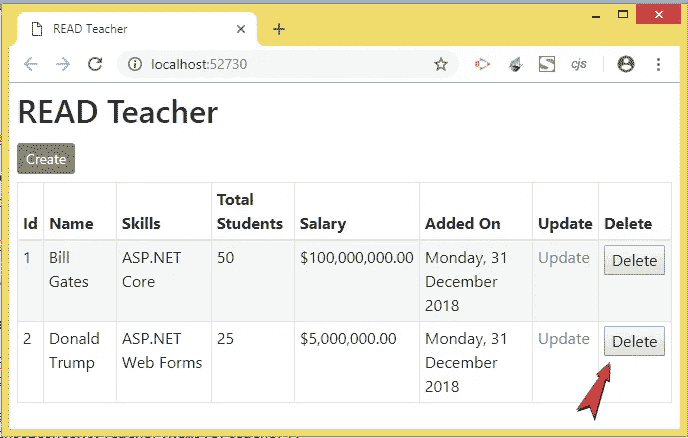 READ Teacher
localhost:52730
cjs
READ Teacher
Create
Total
Id Name Skills Students Salary Added On Update Delete
1 Bill ASP.NET 50 $100,000,000.00 Monday, 31 Update Delete
Gates Core December
2018
2 Donald ASP.NET 25 $5,000,000.00 Monday, 31 Update Delete
Trump Web Forms December
2018